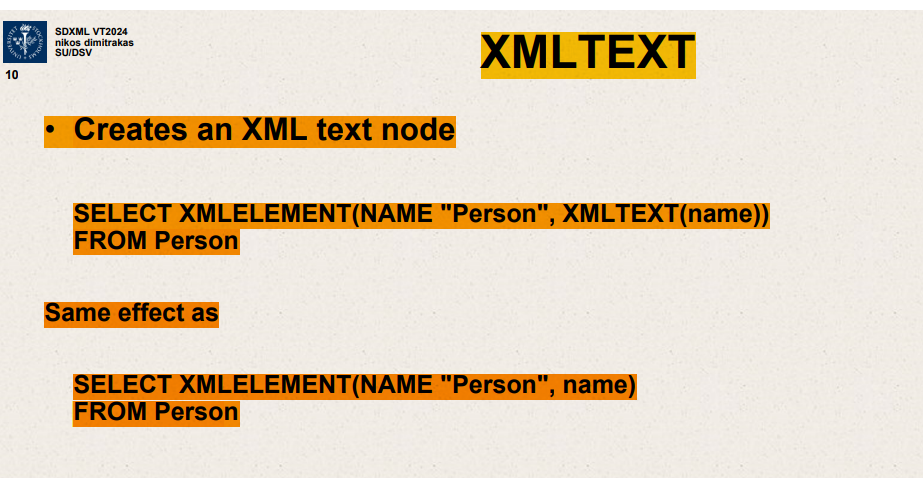 SDXML VT2024
nikos dimitrakas
SU/DSV
10
XMLTEXT
• Creates an XML text node
SELECT XMLELEMENT(NAME "Person", XMLTEXT(name))
FROM Person
Same effect as
SELECT XMLELEMENT(NAME "Person", name)
FROM Person